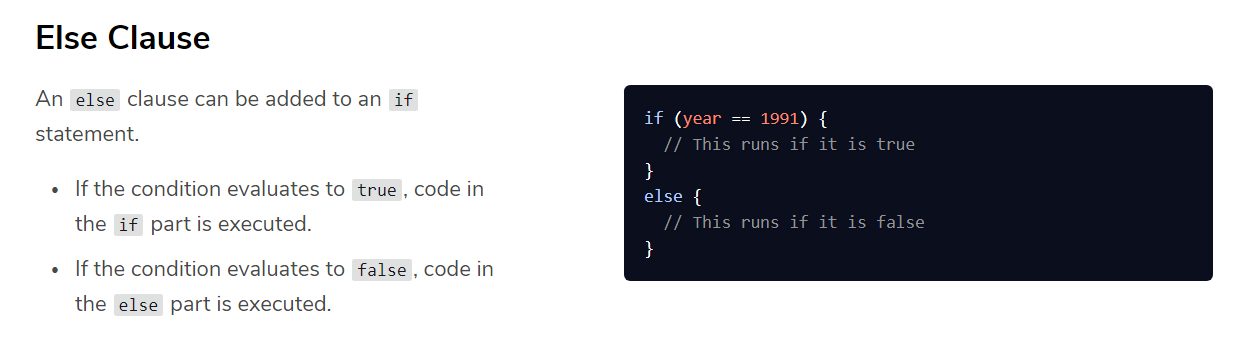 Else Clause
An else clause can be added to an if
statement.
• If the condition evaluates to true, code in
the if part is executed.
• If the condition evaluates to false, code in
the else part is executed.
if (year == 1991) {
  // This runs if it is true
}
else {
  // This runs if it is false
}